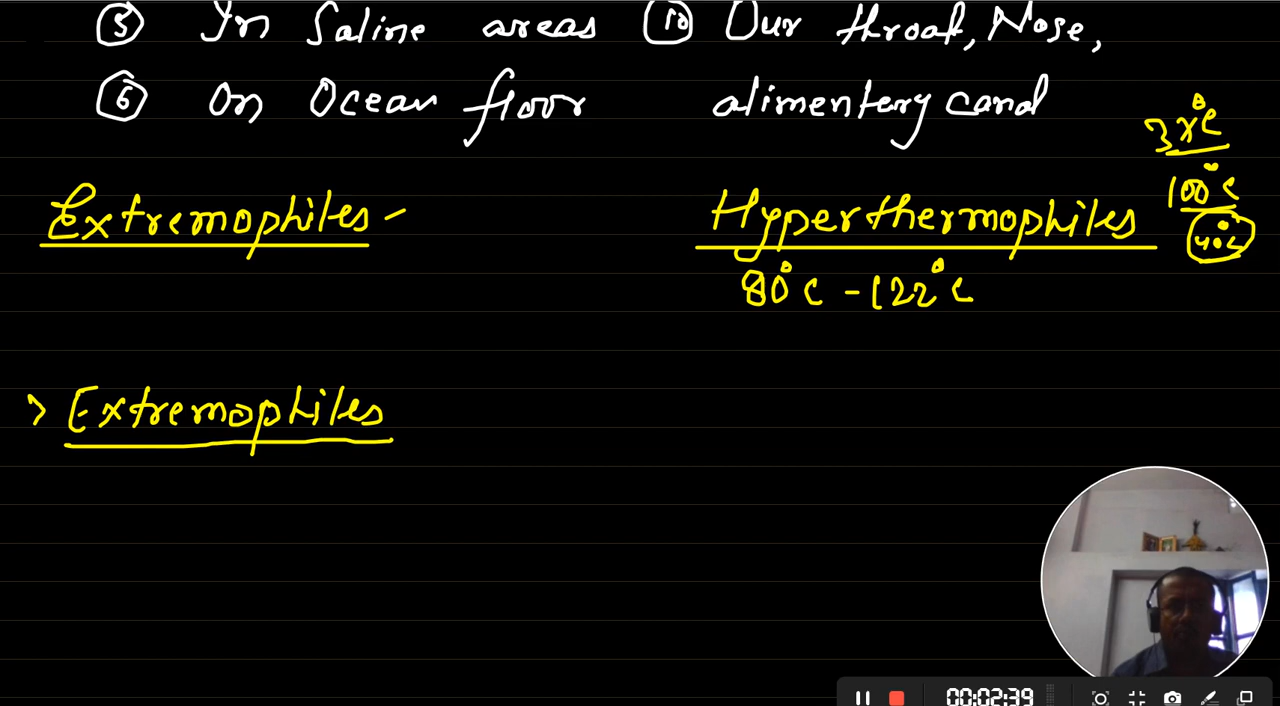 ⑤ In Saline areas ⑩ Our throat, Nose,
⑥ On Ocean floor alimentery canal
3x°C
100°C
40°C
Extremophiles -
Hyperthermophiles
80°C - 122°C
> Extremophiles
00:02:39